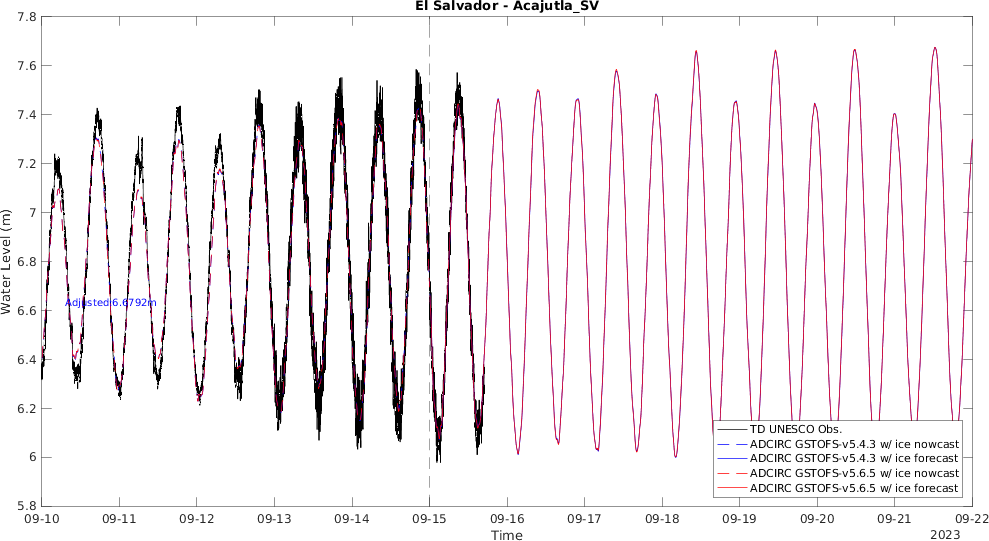 El Salvador - Acajutla_SV
7.8
7.6
7.4
7.2
7
6.8
6.6
6.4
6.2
6
5.8
Water Level (m)
Adjusted 6.6792m
TD UNESCO Obs.
ADCIRC GSTOFS-v5.4.3 w/ ice nowcast
ADCIRC GSTOFS-v5.4.3 w/ ice forecast
ADCIRC GSTOFS-v5.6.5 w/ ice nowcast
ADCIRC GSTOFS-v5.6.5 w/ ice forecast
09-10 09-11 09-12 09-13 09-14 09-15 09-16 09-17 09-18 09-19 09-20 09-21 09-22
Time
2023